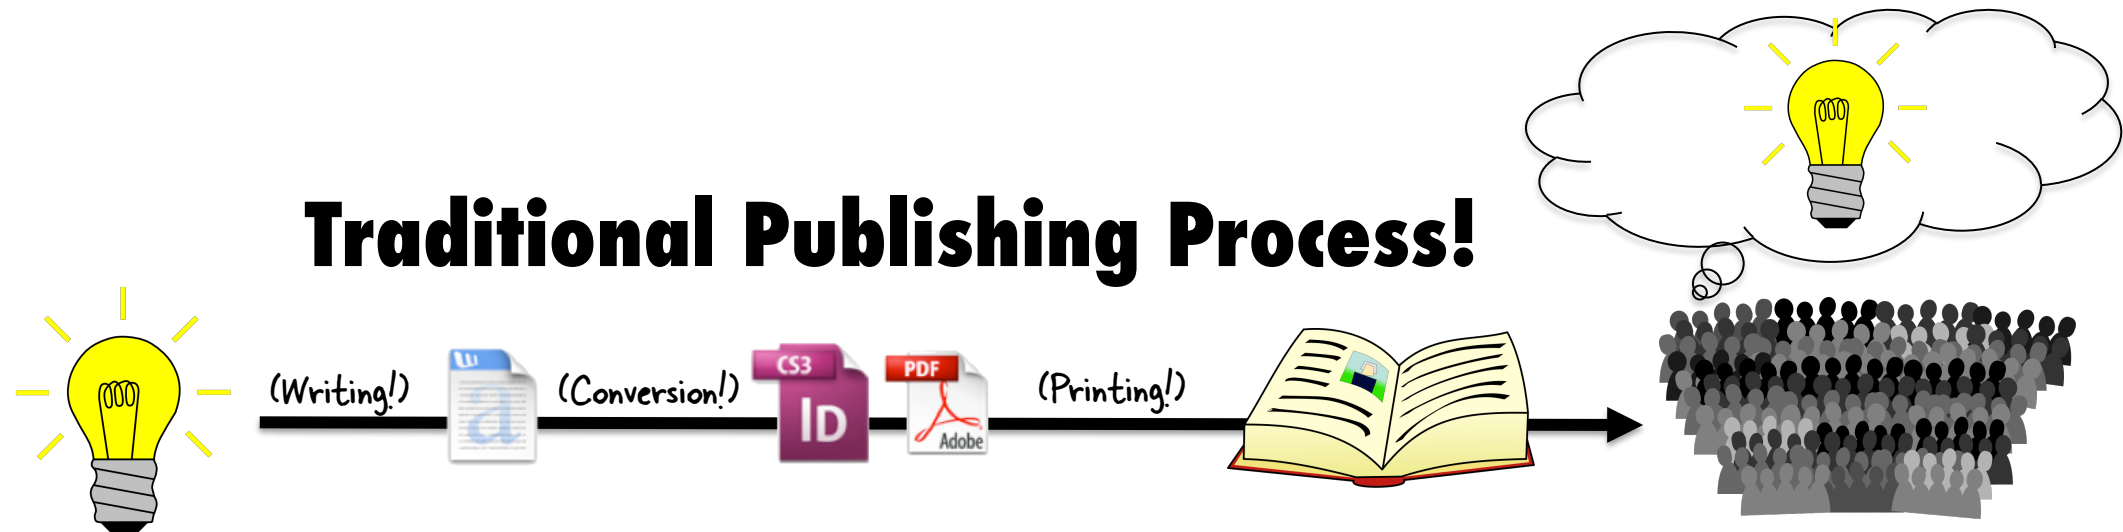 Traditional Publishing Process!
(Writing!)
W
a
(Conversion!)
CS3
ID
PDF
Adobe
(Printing!)